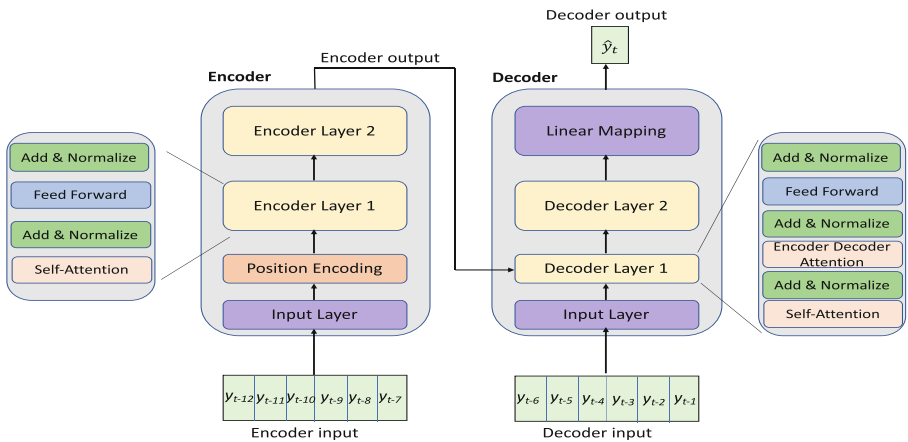 Decoder output
ŷt
Encoder output
Encoder
Decoder
Add & Normalize
Feed Forward
Add & Normalize
Self-Attention
Encoder Layer 2
Encoder Layer 1
Position Encoding
Input Layer
yt-12 yt-11 yt-10 yt-9 yt-8 yt-7
Encoder input
Linear Mapping
Decoder Layer 2
Decoder Layer 1
Input Layer
yt-6 yt-5 yt-4 yt-3 yt-2 yt-1
Decoder input
Add & Normalize
Feed Forward
Add & Normalize
Encoder Decoder
Attention
Add & Normalize
Self-Attention